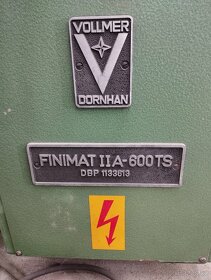 VOLLMER
DORNHAN
FINIMAT II A-600 TS
DBP 1133613